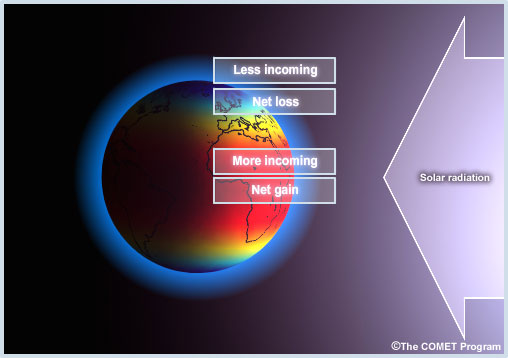 Less incoming
Net loss
More incoming
Net gain
Solar radiation
©The COMET Program